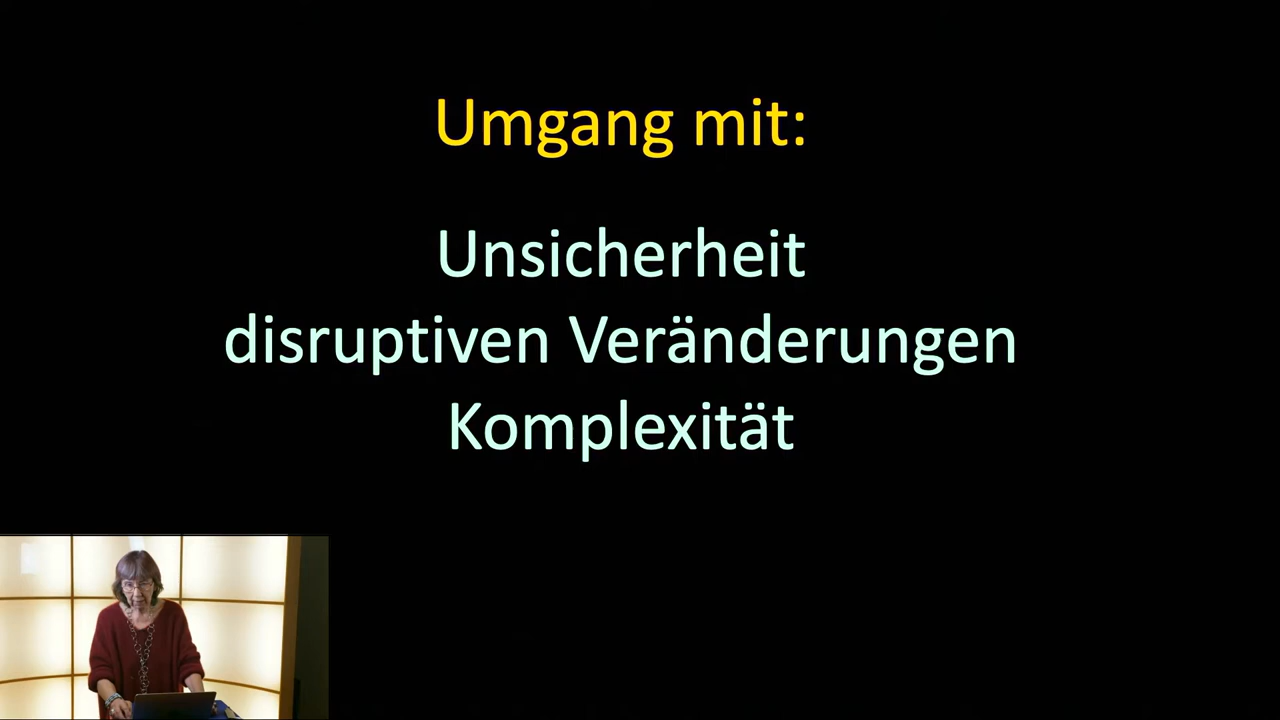 Umgang mit:
Unsicherheit
disruptiven Veränderungen
Komplexität